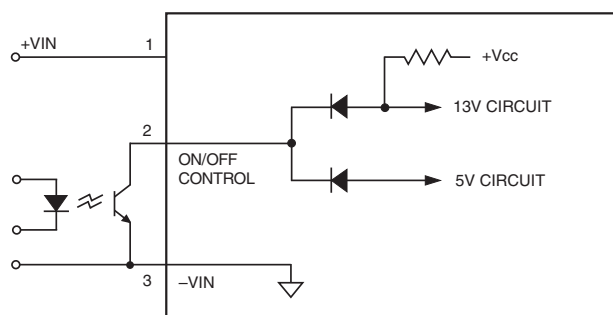 +VIN
1
+Vcc
13V CIRCUIT
2
ON/OFF
CONTROL
5V CIRCUIT
3
–VIN